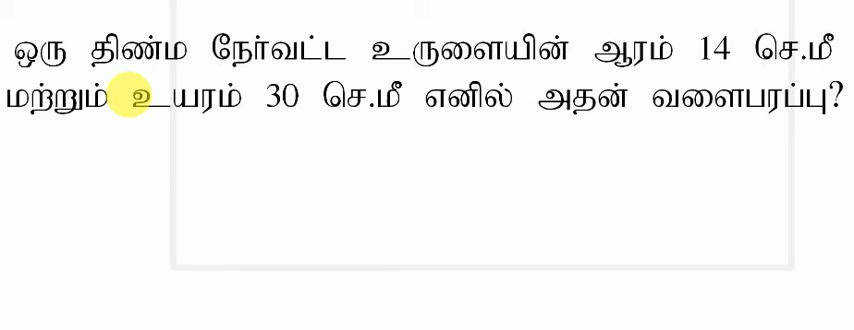 ஒரு திண்ம நேர்வட்ட உருளையின் ஆரம் 14 செ.மீ
மற்றும் உயரம் 30 செ.மீ எனில் அதன் வளைபரப்பு?